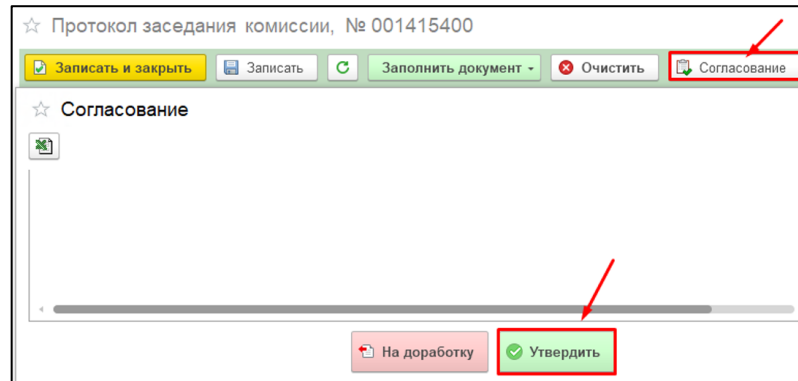 Протокол заседания комиссии, № 001415400
Записать и закрыть Записать Заполнить документ Очистить Согласование
Согласование
На доработку Утвердить